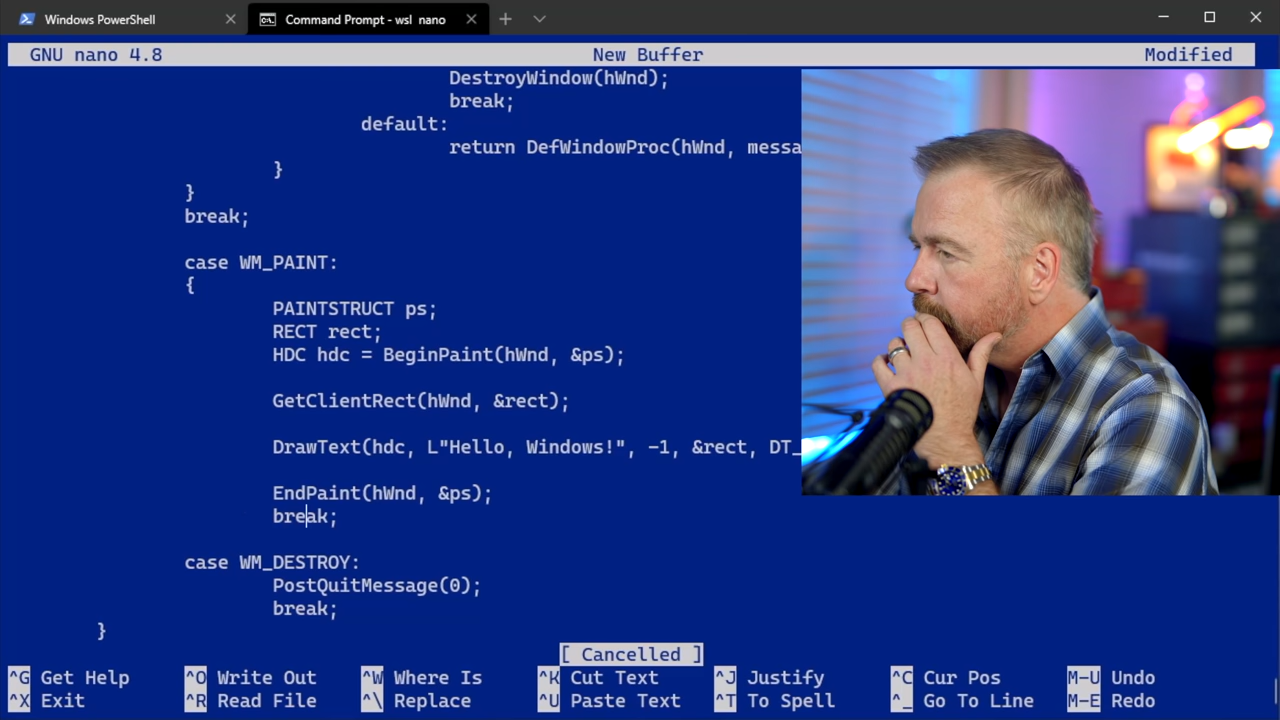 Windows PowerShell
Command Prompt - wsl nano
GNU nano 4.8 New Buffer Modified
DestroyWindow(hWnd);
break;
default:
return DefWindowProc(hWnd, messa
}
}
break;
case WM_PAINT:
{
PAINTSTRUCT ps;
RECT rect;
HDC hdc = BeginPaint(hWnd, &ps);
GetClientRect(hWnd, &rect);
DrawText(hdc, L"Hello, Windows!", -1, &rect, DT_
EndPaint(hWnd, &ps);
break;
case WM_DESTROY:
PostQuitMessage(0);
break;
}
[ Cancelled ]
^G Get Help ^O Write Out ^W Where Is ^K Cut Text ^J Justify ^C Cur Pos M-U Undo
^X Exit ^R Read File ^\ Replace ^U Paste Text ^T To Spell ^_ Go To Line M-E Redo